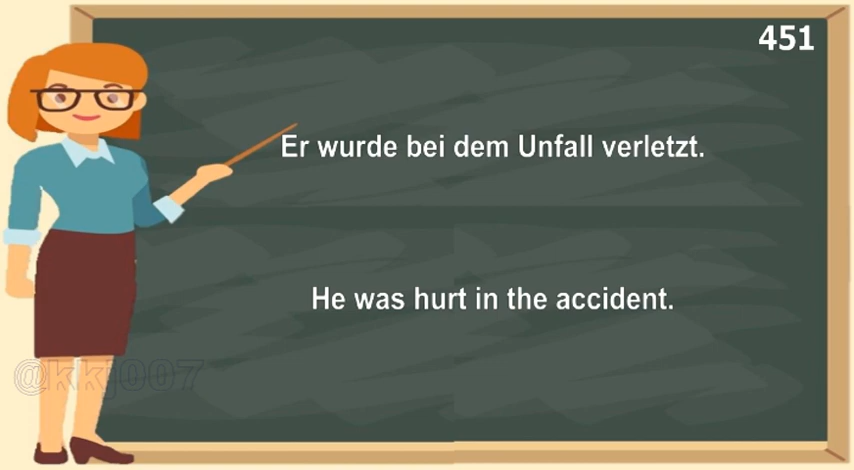 451
Er wurde bei dem Unfall verletzt.
He was hurt in the accident.
@kkj007